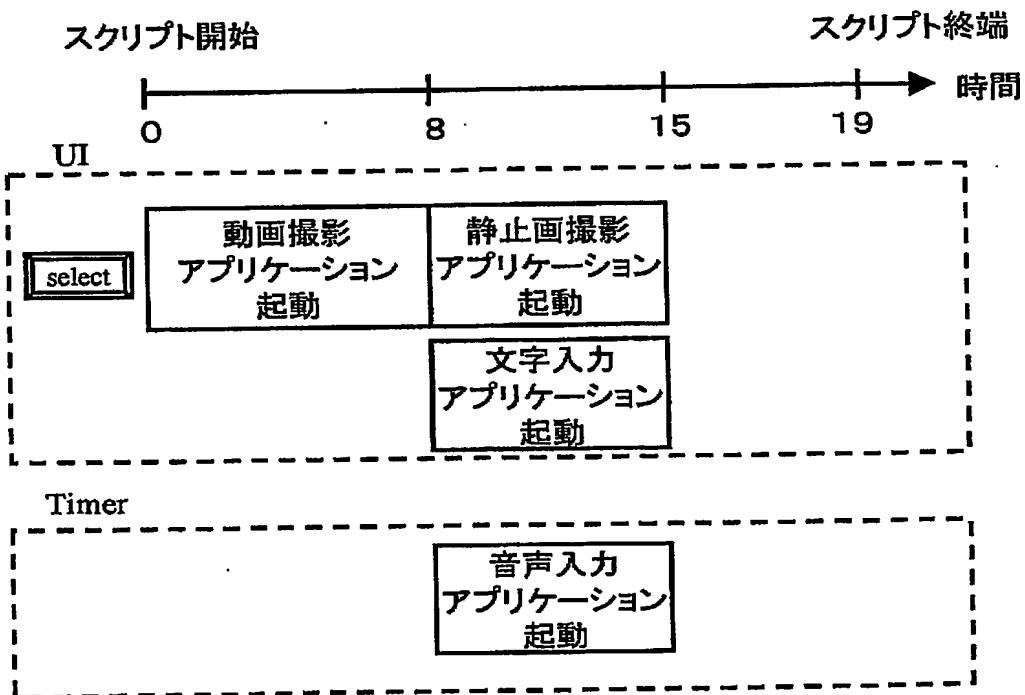 スクリプト開始
スクリプト終端
時間
0
8
15
19
UI
select
動画撮影
アプリケーション
起動
静止画撮影
アプリケーション
起動
文字入力
アプリケーション
起動
Timer
音声入力
アプリケーション
起動